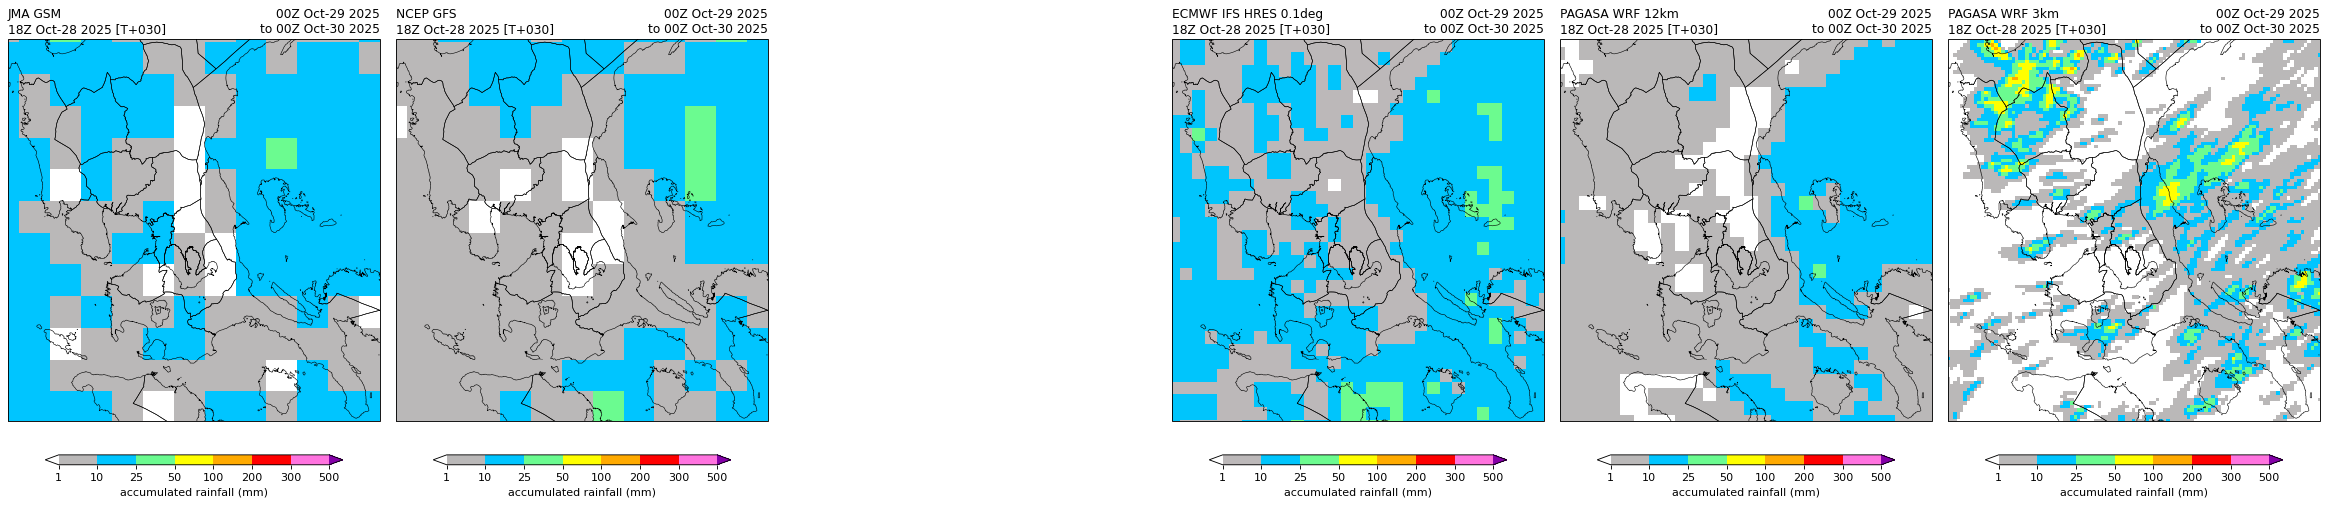 JMA GSM 00Z Oct-29 2025
18Z Oct-28 2025 [T+030] to 00Z Oct-30 2025
1 10 25 50 100 200 300 500
accumulated rainfall (mm)
NCEP GFS 00Z Oct-29 2025
18Z Oct-28 2025 [T+030] to 00Z Oct-30 2025
1 10 25 50 100 200 300 500
accumulated rainfall (mm)
ECMWF IFS HRES 0.1deg 00Z Oct-29 2025
18Z Oct-28 2025 [T+030] to 00Z Oct-30 2025
1 10 25 50 100 200 300 500
accumulated rainfall (mm)
PAGASA WRF 12km 00Z Oct-29 2025
18Z Oct-28 2025 [T+030] to 00Z Oct-30 2025
1 10 25 50 100 200 300 500
accumulated rainfall (mm)
PAGASA WRF 3km 00Z Oct-29 2025
18Z Oct-28 2025 [T+030] to 00Z Oct-30 2025
1 10 25 50 100 200 300 500
accumulated rainfall (mm)